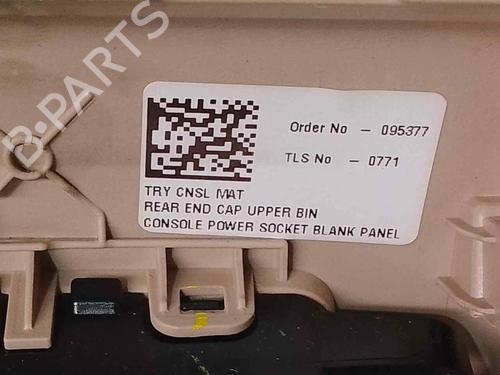 B-PARTS
Order No - 095377
TLS No - 0771
TRY CNSL MAT
REAR END CAP UPPER BIN
CONSOLE POWER SOCKET BLANK PANEL